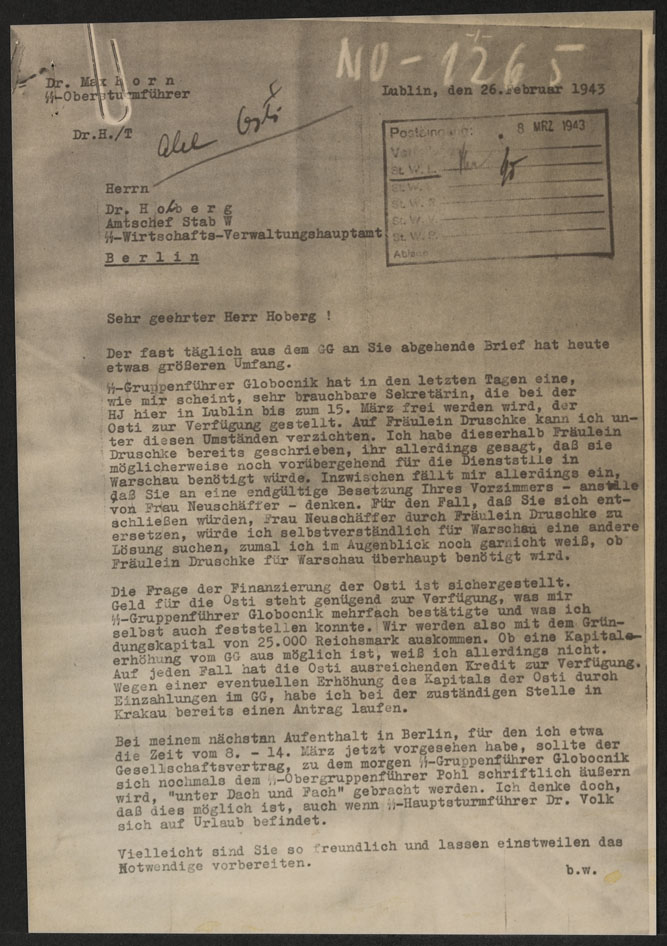 NO-1265
Dr. Max H o r n
SS-Obersturmführer
Lublin, den 26.Februar 1943
Dr.H./T
Osti
Posteingang: 8 MRZ 1943
St. W. I.
St. W.
St. W.
St. W.
St. W.
Herrn
Dr. H o b e r g
Amtschef Stab W
SS-Wirtschafts-Verwaltungshauptamt
B e r l i n
Sehr geehrter Herr Hoberg !
Der fast täglich aus dem GG an Sie abgehende Brief hat heute
etwas größeren Umfang.
SS-Gruppenführer Globocnik hat in den letzten Tagen eine,
wie mir scheint, sehr brauchbare Sekretärin, die bei der
HJ hier in Lublin bis zum 15. März frei werden wird, der
Osti zur Verfügung gestellt. Auf Fräulein Druschke kann ich un-
ter diesen Umständen verzichten. Ich habe dieserhalb Fräulein
Druschke bereits geschrieben, ihr allerdings gesagt, daß sie
möglicherweise noch vorübergehend für die Dienststelle in
Warschau benötigt würde. Inzwischen fällt mir allerdings ein,
daß Sie an eine endgültige Besetzung Ihres Vorzimmers - anstelle
von Frau Neuschäffer - denken. Für den Fall, daß Sie sich ent-
schließen würden, Frau Neuschäffer durch Fräulein Druschke zu
ersetzen, würde ich selbstverständlich für Warschau eine andere
Lösung suchen, zumal ich im Augenblick noch garnicht weiß, ob
Fräulein Druschke für Warschau überhaupt benötigt wird.
Die Frage der Finanzierung der Osti ist sichergestellt.
Geld für die Osti steht genügend zur Verfügung, was mir
SS-Gruppenführer Globocnik mehrfach bestätigte und was ich
selbst auch feststellen konnte. Wir werden also mit dem Grün-
dungskapital von 25.000 Reichsmark auskommen. Ob eine Kapitals-
erhöhung vom GG aus möglich ist, weiß ich allerdings nicht.
Auf jeden Fall hat die Osti ausreichenden Kredit zur Verfügung.
Wegen einer eventuellen Erhöhung des Kapitals der Osti durch
Einzahlungen im GG, habe ich bei der zuständigen Stelle in
Krakau bereits einen Antrag laufen.
Bei meinem nächstan Aufenthalt in Berlin, für den ich etwa
die Zeit vom 8. - 14. März jetzt vorgesehen habe, sollte der
Gesellschaftsvertrag, zu dem morgen SS-Gruppenführer Globocnik
sich nochmals dem SS-Obergruppenführer Pohl schriftlich äußern
wird, "unter Dach und Fach" gebracht werden. Ich denke doch,
daß dies möglich ist, auch wenn SS-Hauptsturmführer Dr. Volk
sich auf Urlaub befindet.
Vielleicht sind Sie so freundlich und lassen einstweilen das
Notwendige vorbereiten.
b.w.